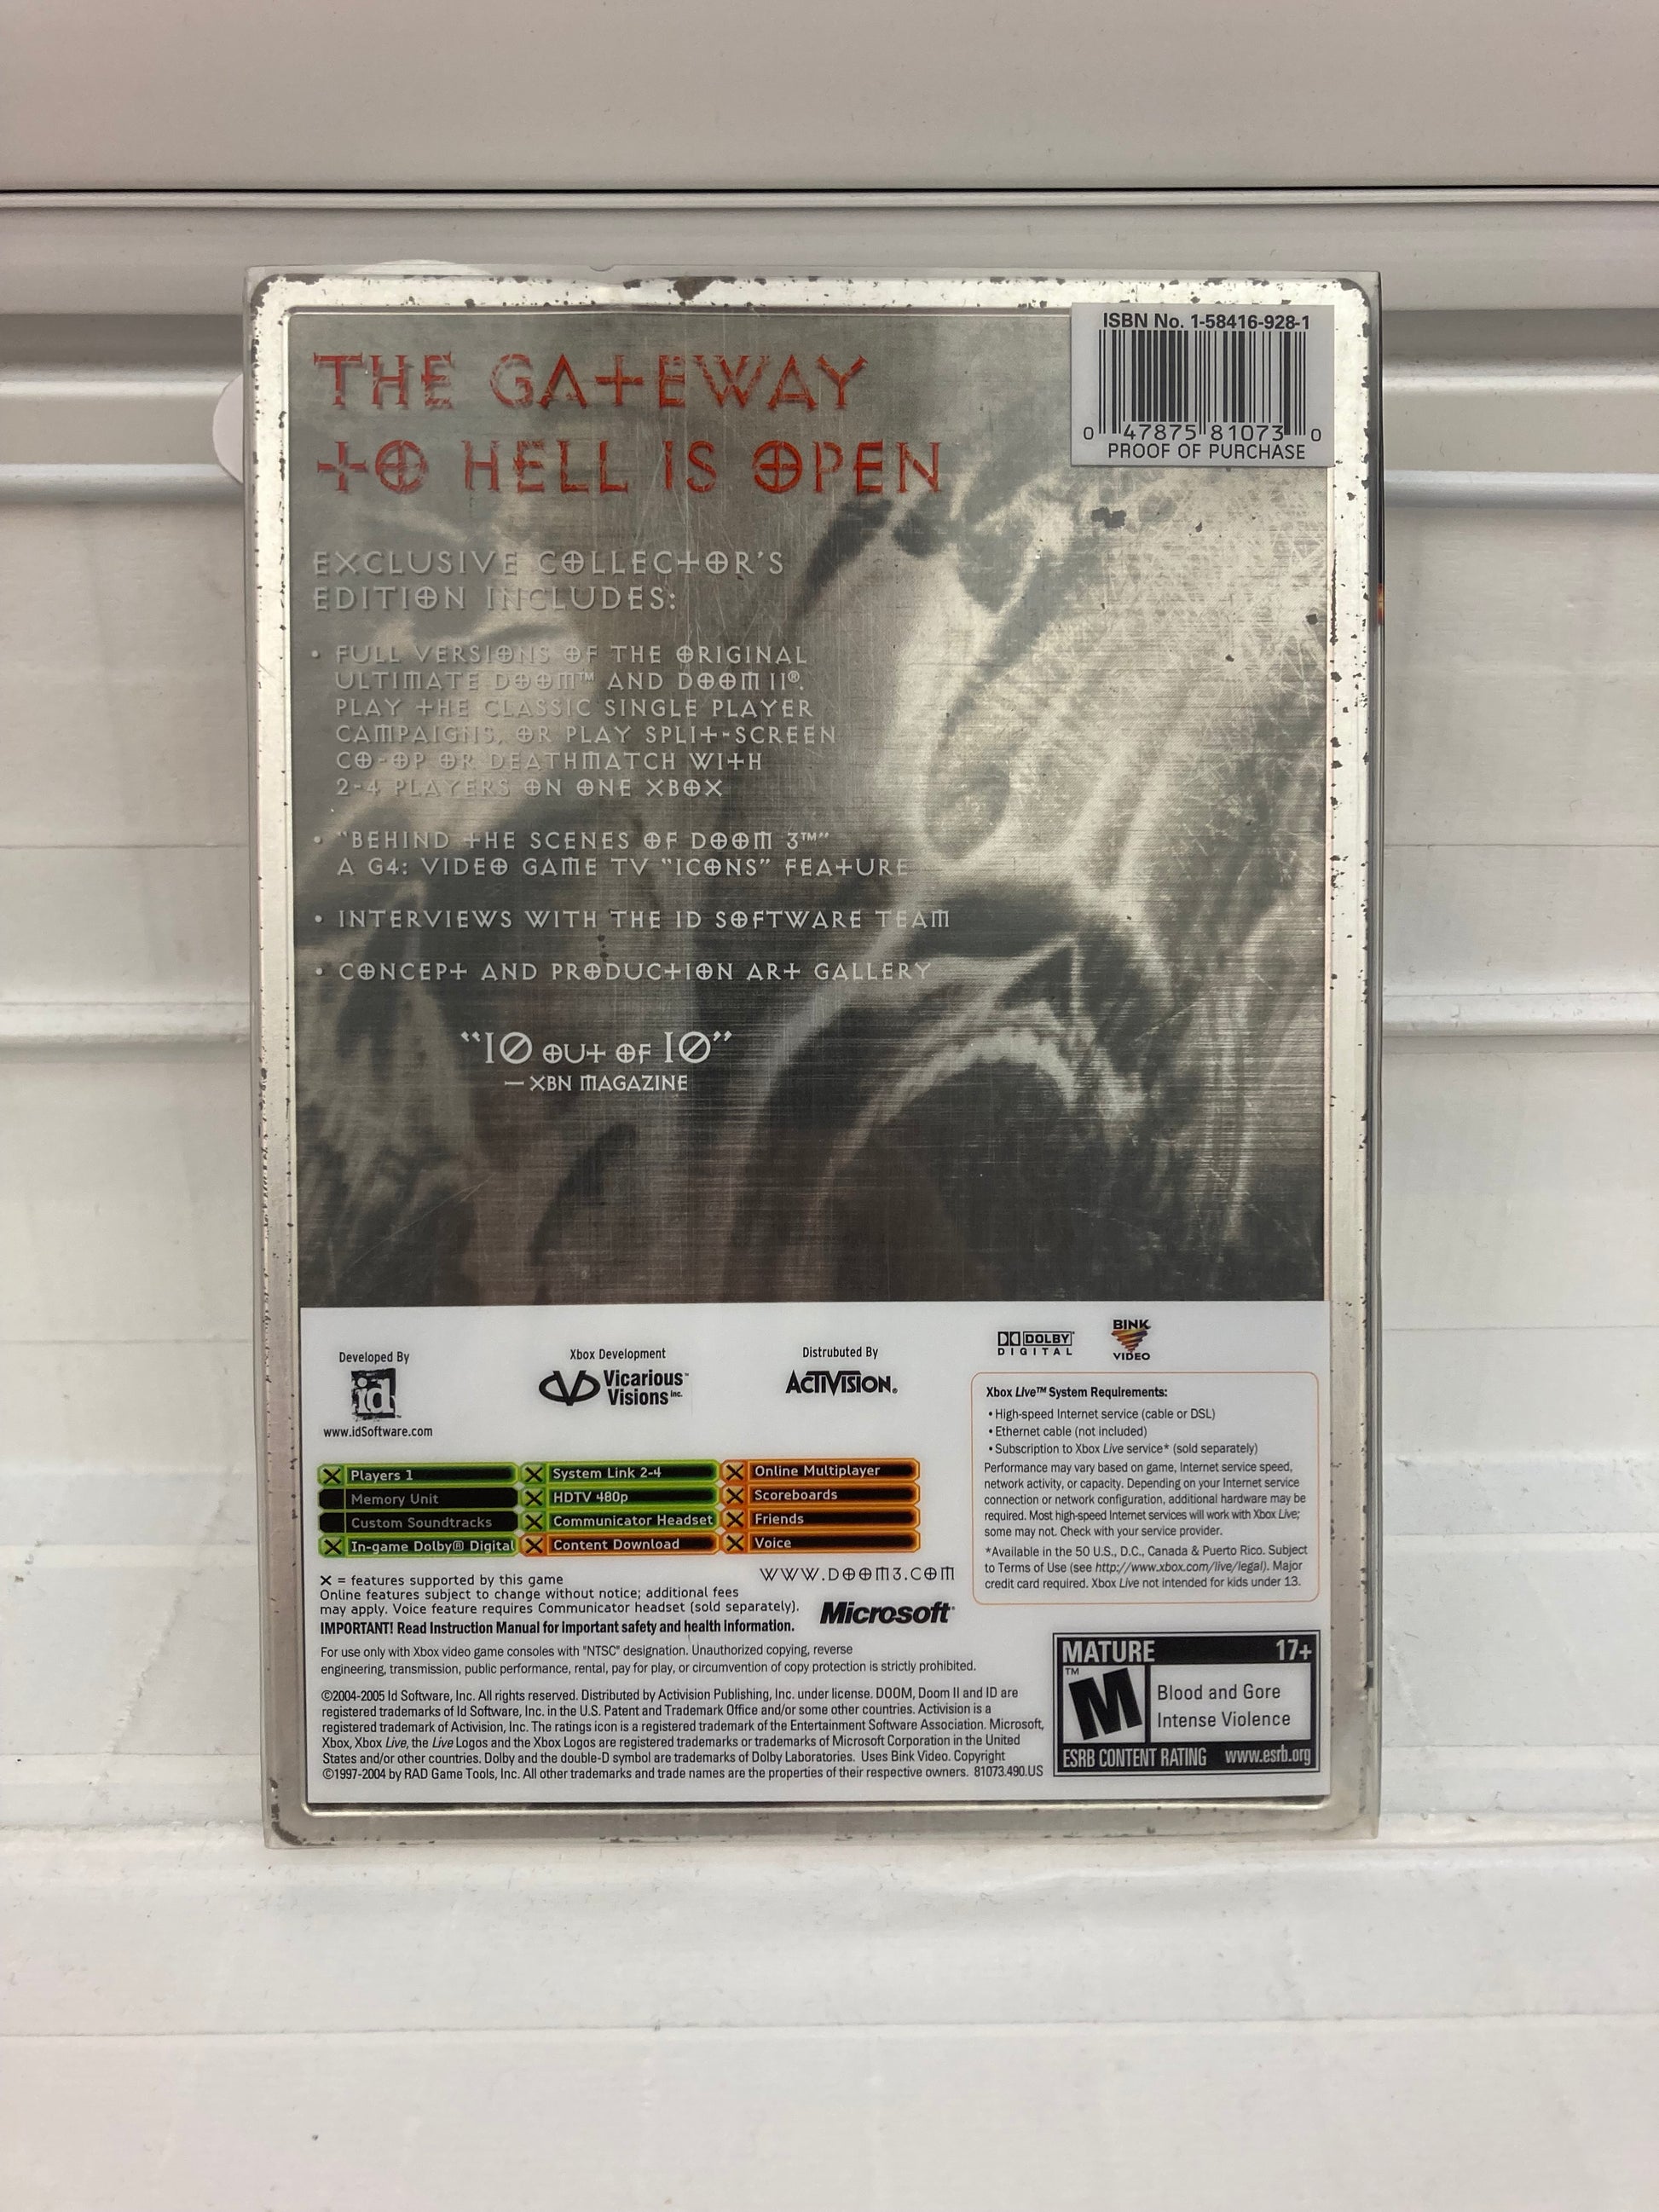 ISBN No. 1-58416-928-1
0 47875 81073 0
PROOF OF PURCHASE
THE GATEWAY
TO HELL IS OPEN
EXCLUSIVE COLLECTOR'S
EDITION INCLUDES:
• FULL VERSIONS OF THE ORIGINAL
ULTIMATE DOOM™ AND DOOM II®.
PLAY THE CLASSIC SINGLE PLAYER
CAMPAIGNS, OR PLAY SPLIT-SCREEN
CO-OP OR DEATHMATCH WITH
2-4 PLAYERS ON ONE XBOX
• "BEHIND THE SCENES OF DOOM 3™"
A G4: VIDEO GAME TV "ICONS" FEATURE
• INTERVIEWS WITH THE ID SOFTWARE TEAM
• CONCEPT AND PRODUCTION ART GALLERY
"10 OUT OF 10"
— XBN MAGAZINE
Developed By
id
www.idSoftware.com
Xbox Development
Vicarious™
Visions Inc.
Distrubuted By
ACTIVISION®
DOLBY
DIGITAL
BINK
VIDEO
Xbox Live™ System Requirements:
• High-speed Internet service (cable or DSL)
• Ethernet cable (not included)
• Subscription to Xbox Live service* (sold separately)
Performance may vary based on game, Internet service speed,
network activity, or capacity. Depending on your Internet service
connection or network configuration, additional hardware may be
required. Most high-speed Internet services will work with Xbox Live;
some may not. Check with your service provider.
*Available in the 50 U.S., D.C., Canada & Puerto Rico. Subject
to Terms of Use (see http://www.xbox.com/live/legal). Major
credit card required. Xbox Live not intended for kids under 13.
X Players 1 X System Link 2-4 X Online Multiplayer
Memory Unit X HDTV 480p X Scoreboards
Custom Soundtracks X Communicator Headset X Friends
X In-game Dolby® Digital X Content Download X Voice
X = features supported by this game
WWW.DOOM3.COM
Online features subject to change without notice; additional fees
may apply. Voice feature requires Communicator headset (sold separately).
Microsoft®
IMPORTANT! Read Instruction Manual for important safety and health information.
For use only with Xbox video game consoles with "NTSC" designation. Unauthorized copying, reverse
engineering, transmission, public performance, rental, pay for play, or circumvention of copy protection is strictly prohibited.
©2004-2005 Id Software, Inc. All rights reserved. Distributed by Activision Publishing, Inc. under license. DOOM, Doom II and ID are
registered trademarks of Id Software, Inc. in the U.S. Patent and Trademark Office and/or some other countries. Activision is a
registered trademark of Activision, Inc. The ratings icon is a registered trademark of the Entertainment Software Association. Microsoft,
Xbox, Xbox Live, the Live Logos and the Xbox Logos are registered trademarks or trademarks of Microsoft Corporation in the United
States and/or other countries. Dolby and the double-D symbol are trademarks of Dolby Laboratories. Uses Bink Video. Copyright
©1997-2004 by RAD Game Tools, Inc. All other trademarks and trade names are the properties of their respective owners. 81073.490.US
MATURE 17+
M™
Blood and Gore
Intense Violence
ESRB CONTENT RATING www.esrb.org